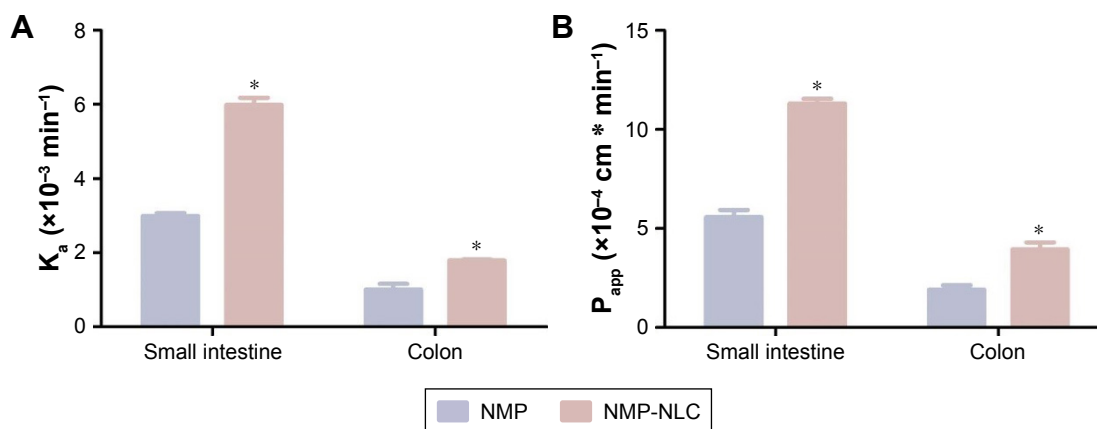 A
Kₐ (×10⁻³ min⁻¹)
8
6
4
2
0
*
*
Small intestine
Colon
B
Pₐₚₚ (×10⁻⁴ cm * min⁻¹)
15
10
5
0
*
*
Small intestine
Colon
NMP
NMP-NLC